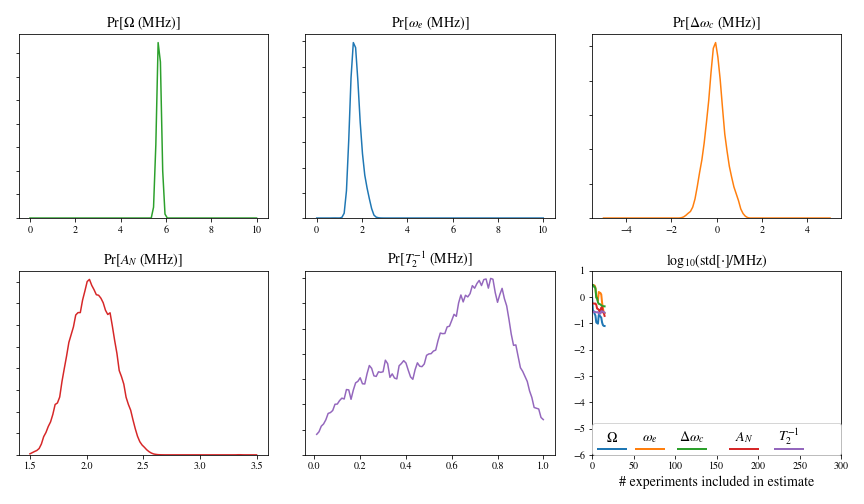 Pr[Ω (MHz)] Pr[ωe (MHz)] Pr[Δωc (MHz)]
0 2 4 6 8 10 0 2 4 6 8 10 −4 −2 0 2 4
Pr[AN (MHz)] Pr[T2−1 (MHz)] log10(std[·]/MHz)
1
0
−1
−2
−3
−4
−5
−6
Ω ωe Δωc AN T2−1
1.5 2.0 2.5 3.0 3.5 0.0 0.2 0.4 0.6 0.8 1.0 0 50 100 150 200 250 300
# experiments included in estimate